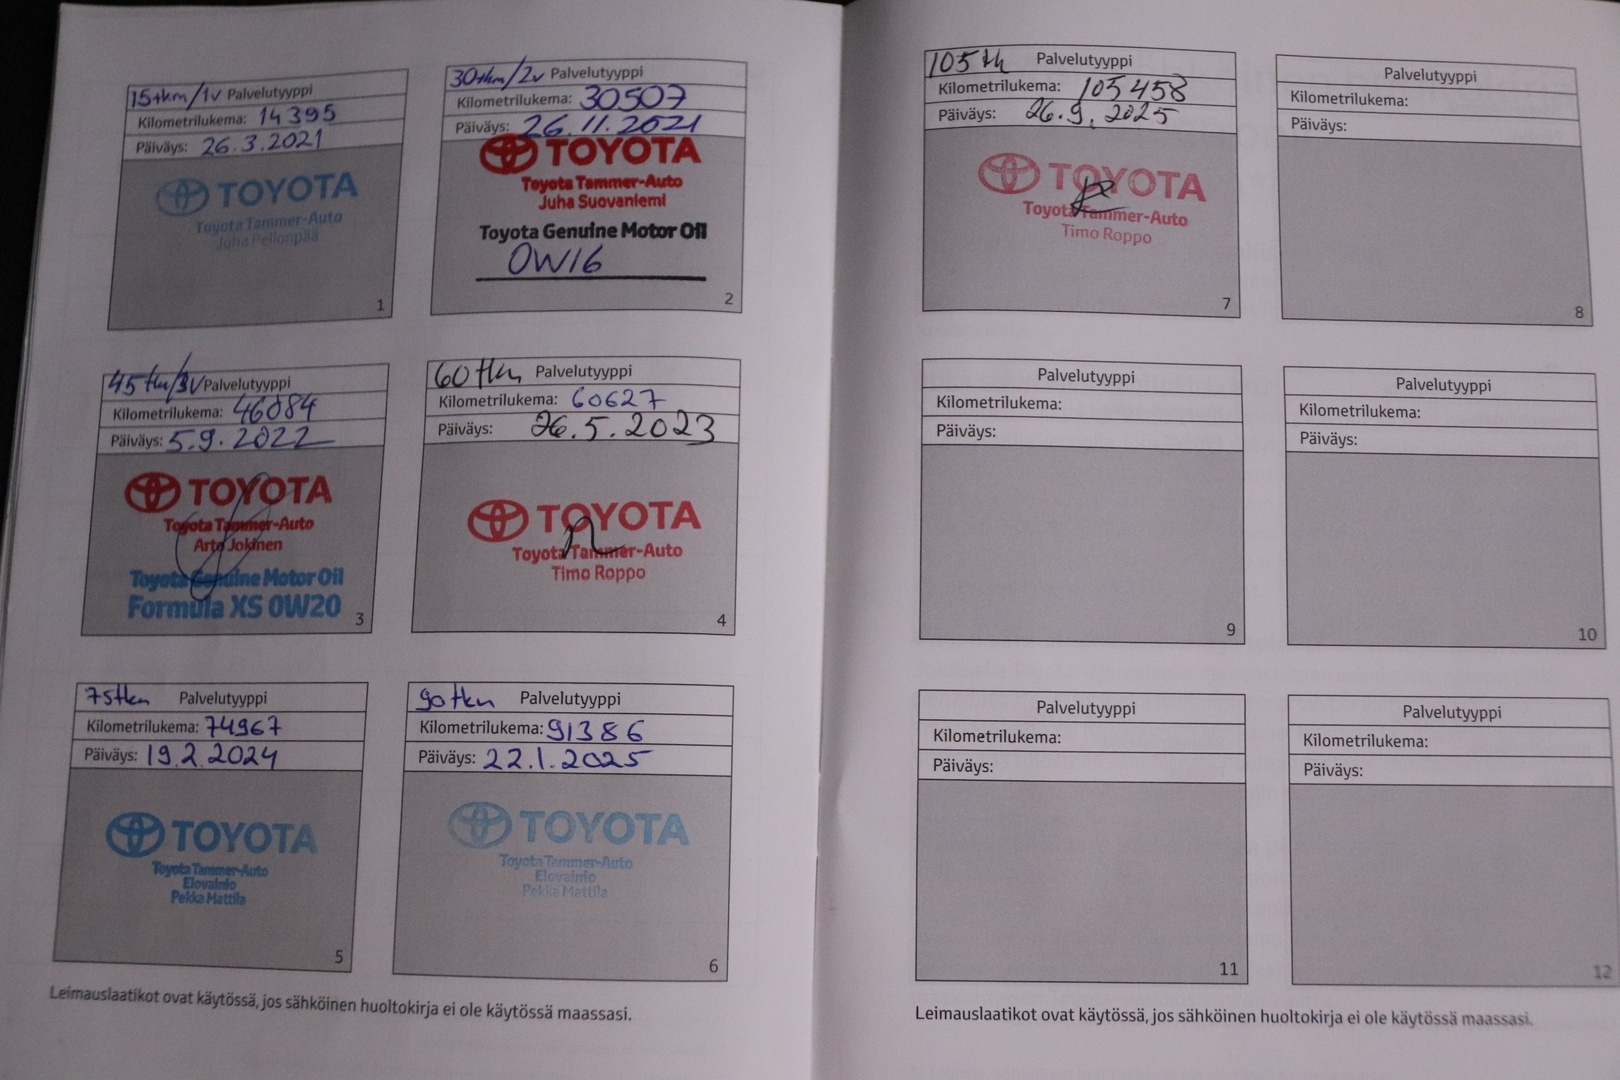 15tkm/1v Palvelutyyppi
Kilometrilukema: 14395
Päiväys: 26.3.2021
TOYOTA
Toyota Tammer-Auto
Juha Pellonpää
1
30tkm/2v Palvelutyyppi
Kilometrilukema: 30507
Päiväys: 26.11.2021
TOYOTA
Toyota Tammer-Auto
Juha Suovaniemi
Toyota Genuine Motor Oil
0W16
2
45tkm/3v Palvelutyyppi
Kilometrilukema: 46084
Päiväys: 5.9.2022
TOYOTA
Toyota Tammer-Auto
Arto Jokinen
Toyota Genuine Motor Oil
Formula XS 0W20
3
60tkm Palvelutyyppi
Kilometrilukema: 60627
Päiväys: 26.5.2023
TOYOTA
Toyota Tammer-Auto
Timo Roppo
4
75tkm Palvelutyyppi
Kilometrilukema: 74967
Päiväys: 19.2.2024
TOYOTA
Toyota Tammer-Auto
Elovainio
Pekka Mattila
5
90tkm Palvelutyyppi
Kilometrilukema: 91386
Päiväys: 22.1.2025
TOYOTA
Toyota Tammer-Auto
Elovainio
Pekka Mattila
6
Leimauslaatikot ovat käytössä, jos sähköinen huoltokirja ei ole käytössä maassasi.
105tk Palvelutyyppi
Kilometrilukema: 105458
Päiväys: 26.9.2025
TOYOTA
Toyota Tammer-Auto
Timo Roppo
7
Palvelutyyppi
Kilometrilukema:
Päiväys:
8
Palvelutyyppi
Kilometrilukema:
Päiväys:
9
Palvelutyyppi
Kilometrilukema:
Päiväys:
10
Palvelutyyppi
Kilometrilukema:
Päiväys:
11
Palvelutyyppi
Kilometrilukema:
Päiväys:
12
Leimauslaatikot ovat käytössä, jos sähköinen huoltokirja ei ole käytössä maassasi.